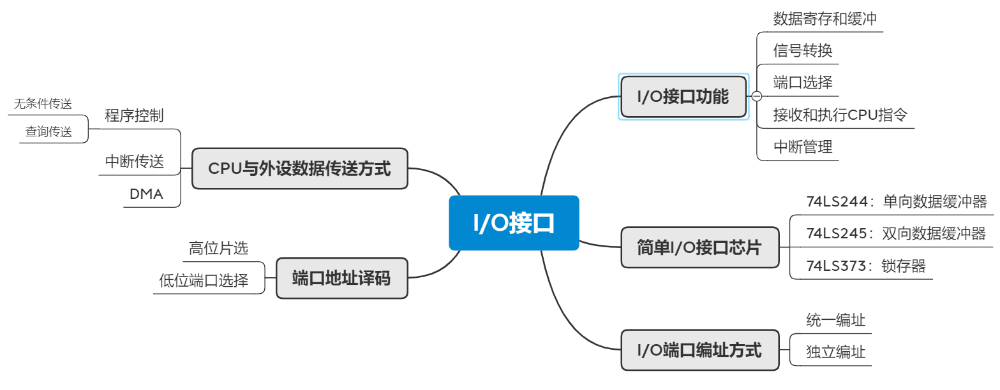 I/O接口
I/O接口功能
数据寄存和缓冲
信号转换
端口选择
接收和执行CPU指令
中断管理
简单I/O接口芯片
74LS244：单向数据缓冲器
74LS245：双向数据缓冲器
74LS373：锁存器
I/O端口编址方式
统一编址
独立编址
CPU与外设数据传送方式
程序控制
无条件传送
查询传送
中断传送
DMA
端口地址译码
高位片选
低位端口选择